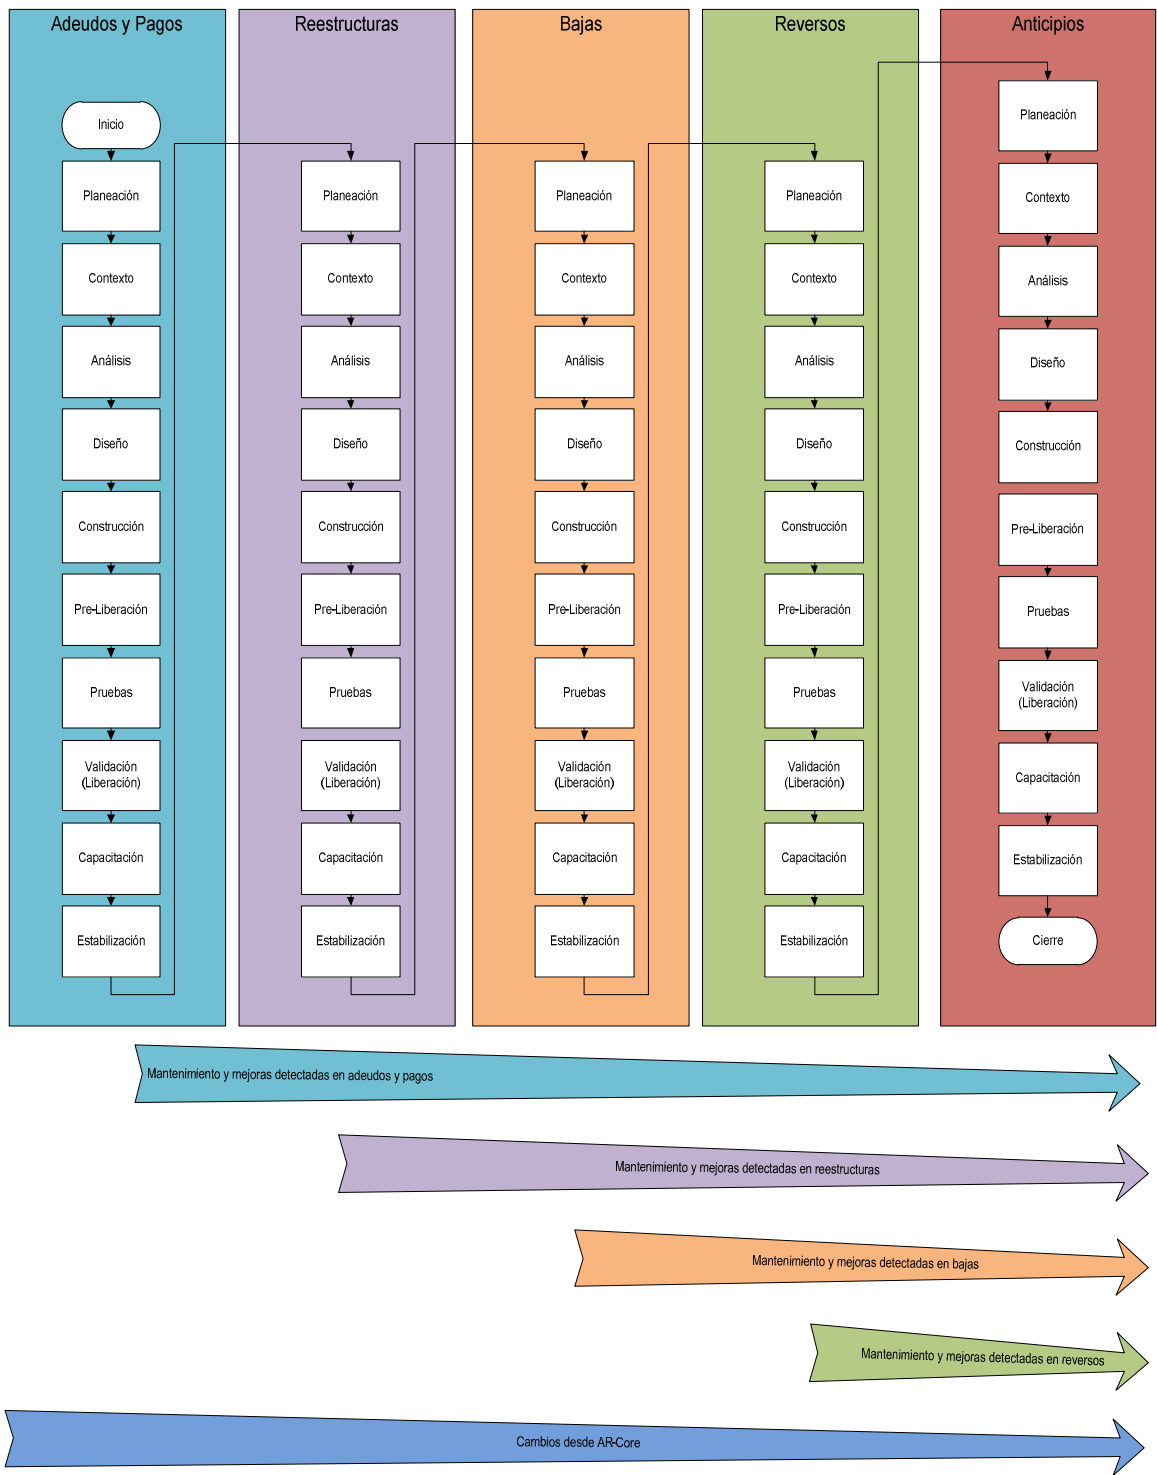 Adeudos y Pagos
Inicio
Planeación
Contexto
Análisis
Diseño
Construcción
Pre-Liberación
Pruebas
Validación
(Liberación)
Capacitación
Estabilización
Reestructuras
Planeación
Contexto
Análisis
Diseño
Construcción
Pre-Liberación
Pruebas
Validación
(Liberación)
Capacitación
Estabilización
Bajas
Planeación
Contexto
Análisis
Diseño
Construcción
Pre-Liberación
Pruebas
Validación
(Liberación)
Capacitación
Estabilización
Reversos
Planeación
Contexto
Análisis
Diseño
Construcción
Pre-Liberación
Pruebas
Validación
(Liberación)
Capacitación
Estabilización
Anticipios
Planeación
Contexto
Análisis
Diseño
Construcción
Pre-Liberación
Pruebas
Validación
(Liberación)
Capacitación
Estabilización
Cierre
Mantenimiento y mejoras detectadas en adeudos y pagos
Mantenimiento y mejoras detectadas en reestructuras
Mantenimiento y mejoras detectadas en bajas
Mantenimiento y mejoras detectadas en reversos
Cambios desde AR-Core